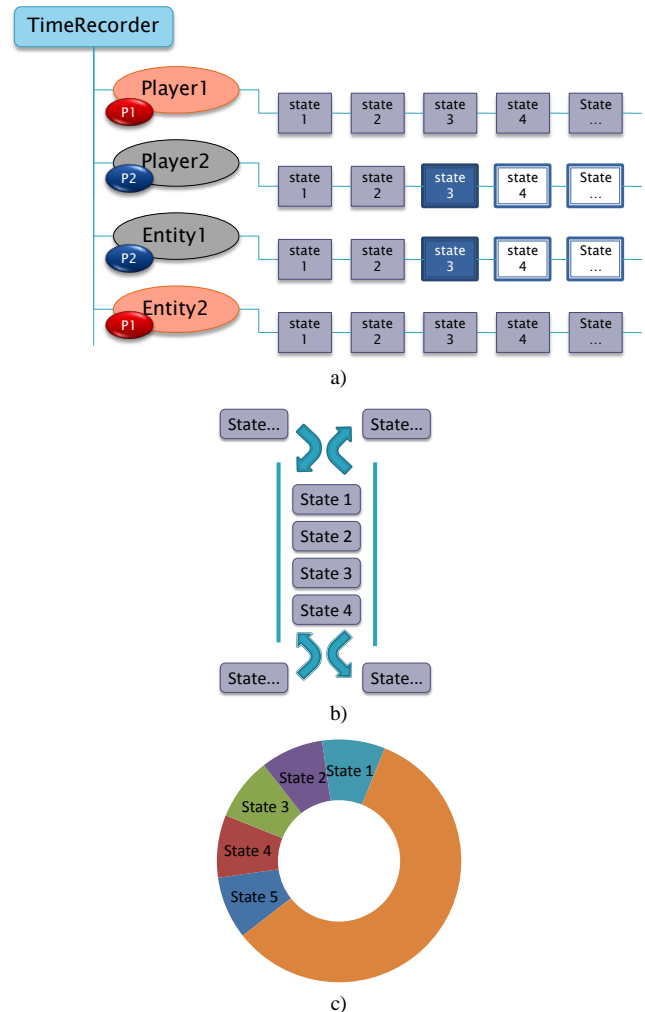 TimeRecorder
Player1
P1
state 1
state 2
state 3
state 4
State ...
Player2
P2
state 1
state 2
state 3
state 4
State ...
Entity1
P2
state 1
state 2
state 3
state 4
State ...
Entity2
P1
state 1
state 2
state 3
state 4
State ...
a)
State...
State...
State 1
State 2
State 3
State 4
State...
State...
b)
State 1
State 2
State 3
State 4
State 5
c)